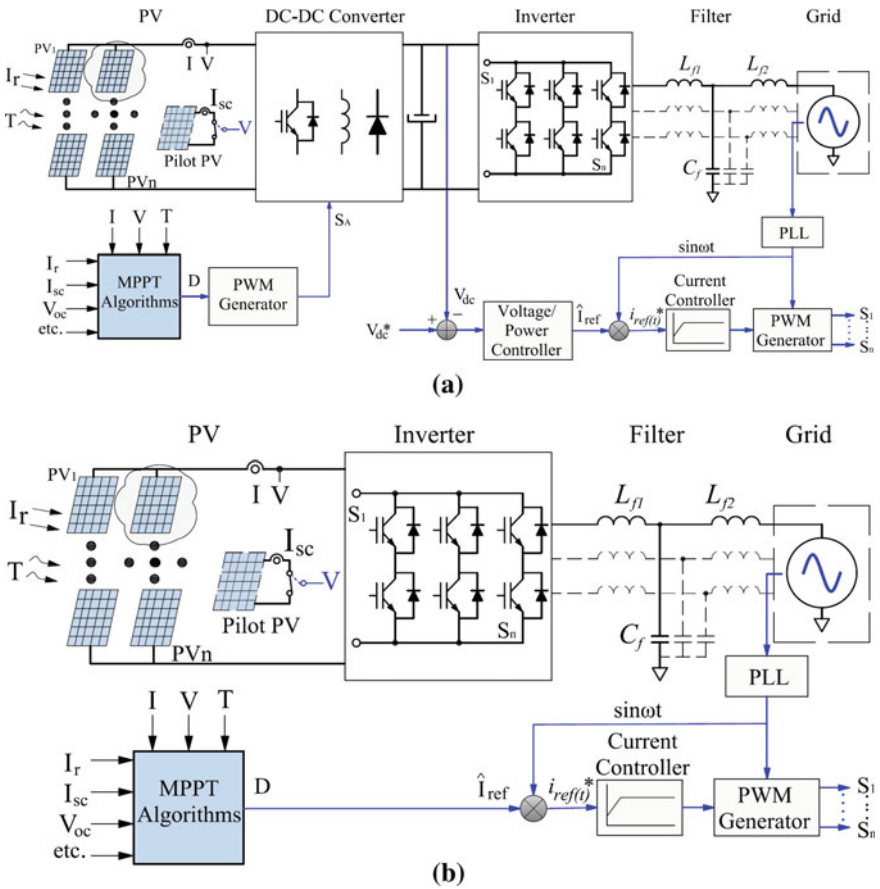 PV DC-DC Converter Inverter Filter Grid
PV1
I V
S1
Lf1 Lf2
Ir
Isc
T
V
Pilot PV
Sn
Cf
PVn
I V T
SA
PLL
sinωt
Ir
Isc
Voc
etc.
MPPT
Algorithms
D
PWM
Generator
Vdc
Vdc*
+
−
Voltage/
Power
Controller
Îref
iref(t)*
Current
Controller
PWM
Generator
S1
Sn
(a)
PV Inverter Filter Grid
PV1
I V
S1
Lf1 Lf2
Ir
Isc
T
V
Pilot PV
Sn
Cf
PVn
PLL
I V T
sinωt
Ir
Isc
Voc
etc.
MPPT
Algorithms
D
Îref
iref(t)*
Current
Controller
PWM
Generator
S1
Sn
(b)